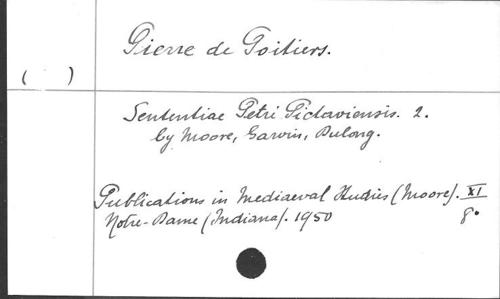 Pierre de Poitiers.
( )
Sententiae Petri Pictaviensis. 2.
by Moore, Garvin, Dulong.
Publications in Mediaeval Studies (Moore). XI
Notre-Dame (Indiana). 1950 8°